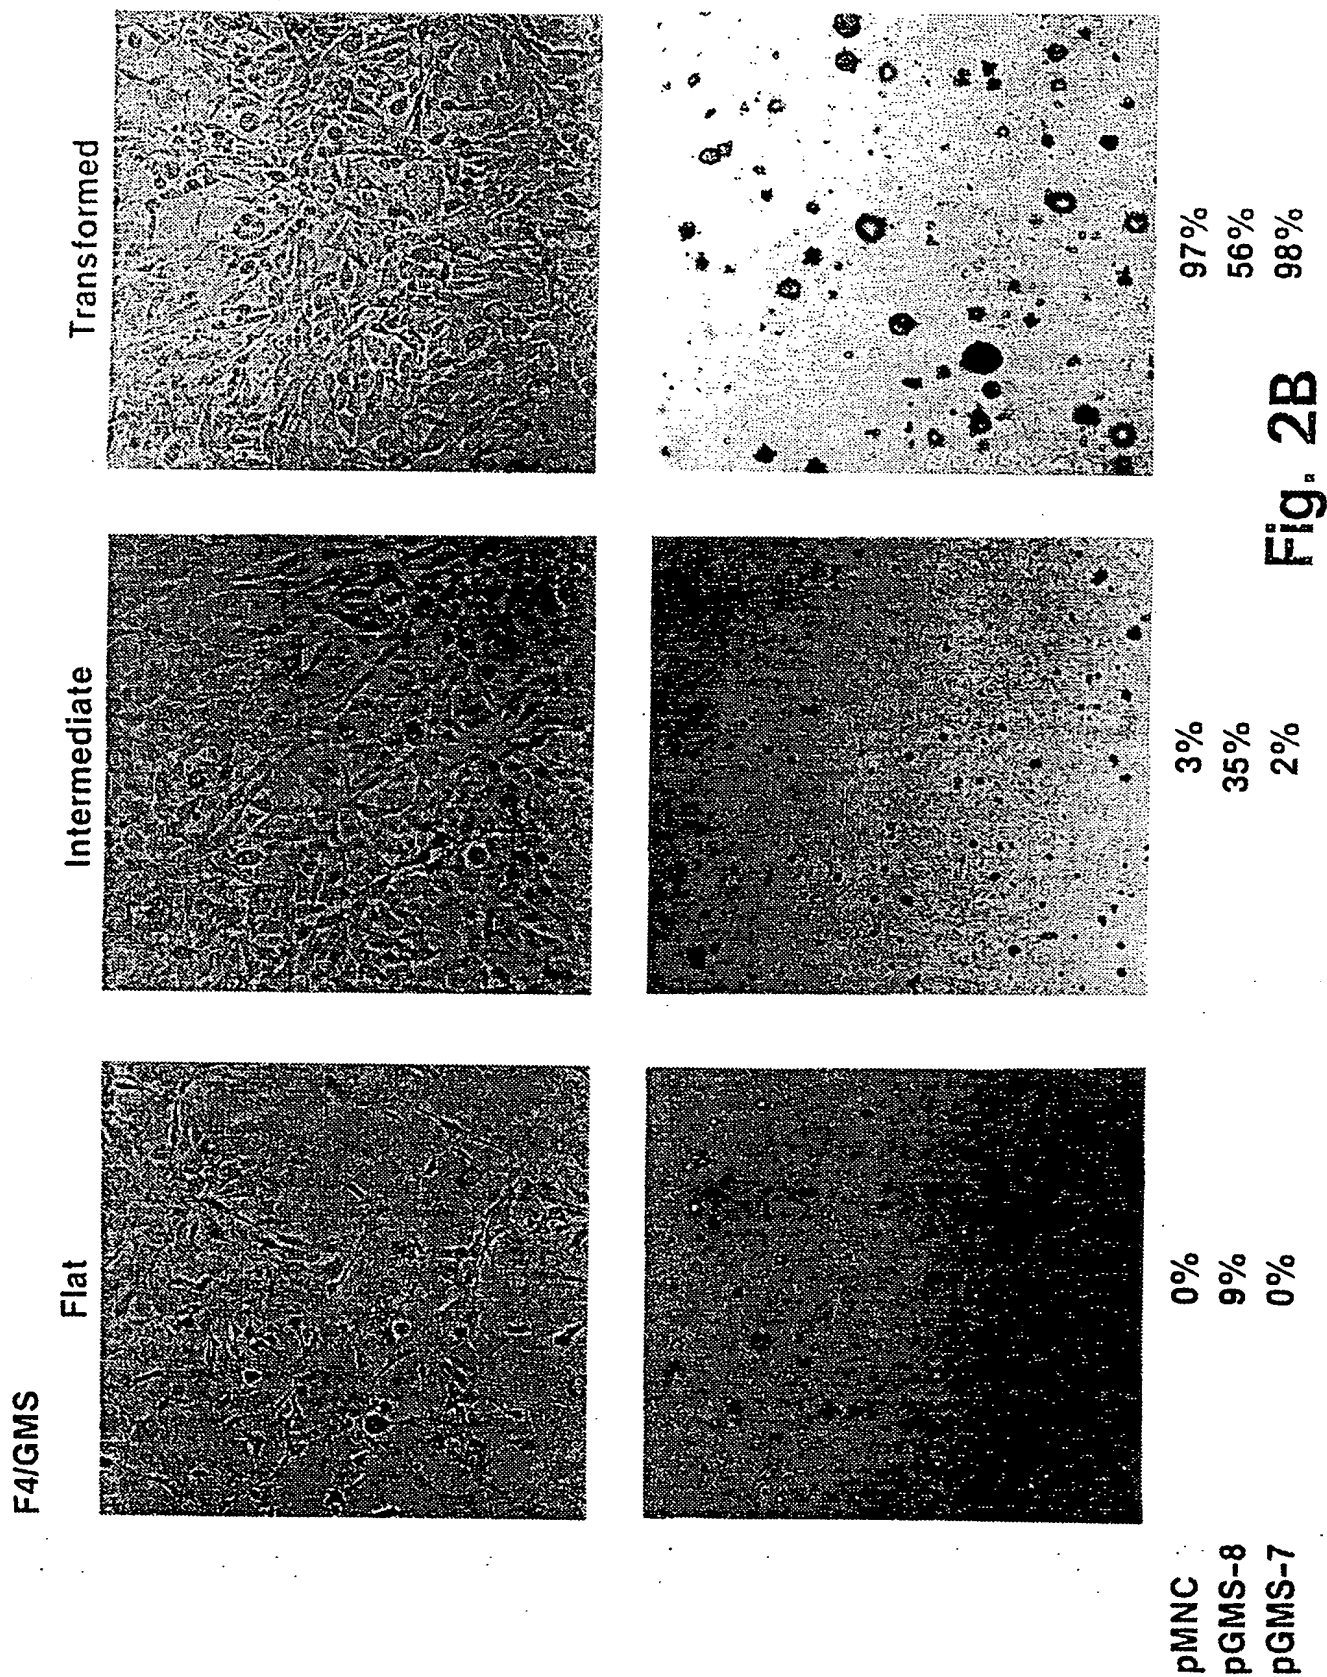 F4/GMS
Flat Intermediate Transformed
pMNC 0% 3% 97%
pGMS-8 9% 35% 56%
pGMS-7 0% 2% 98%
Fig. 2B